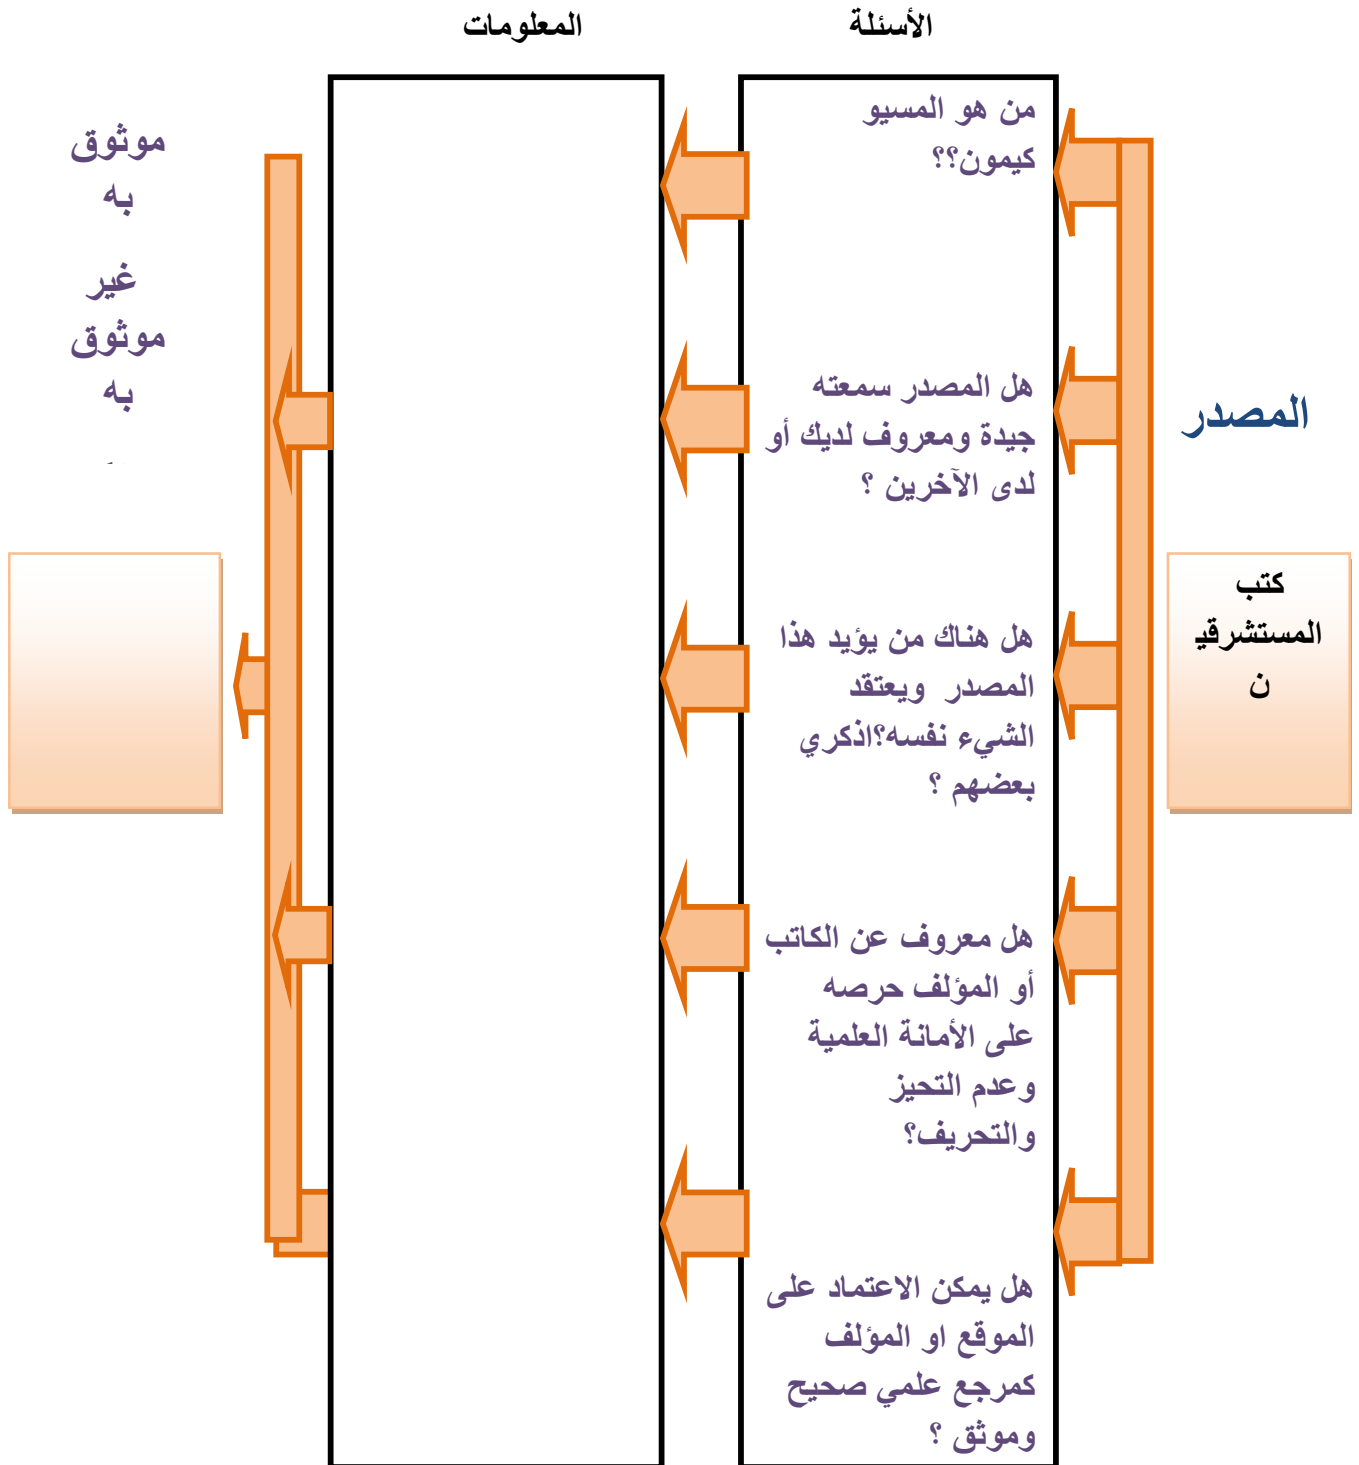 الأسئلة
المعلومات
المصدر
كتب
المستشرقي
ن
من هو المسيو
كيمون؟؟
هل المصدر سمعته
جيدة ومعروف لديك أو
لدى الآخرين ؟
هل هناك من يؤيد هذا
المصدر ويعتقد
الشيء نفسه؟اذكري
بعضهم ؟
هل معروف عن الكاتب
أو المؤلف حرصه
على الأمانة العلمية
وعدم التحيز
والتحريف؟
هل يمكن الاعتماد على
الموقع او المؤلف
كمرجع علمي صحيح
وموثق ؟
موثوق
به
غير
موثوق
به